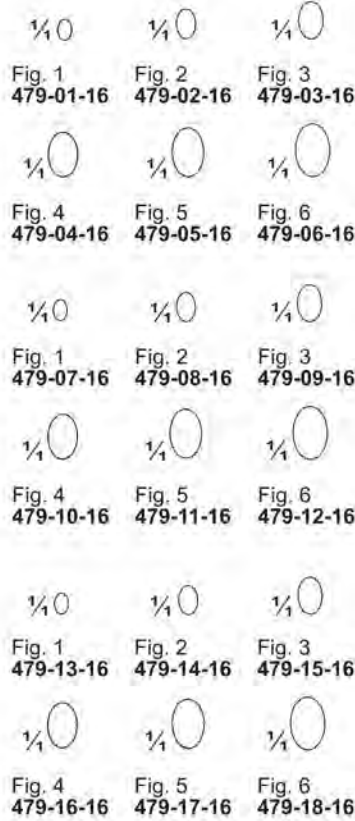 1/1 1/1 1/1
Fig. 1 Fig. 2 Fig. 3
479-01-16 479-02-16 479-03-16
1/1 1/1 1/1
Fig. 4 Fig. 5 Fig. 6
479-04-16 479-05-16 479-06-16
1/1 1/1 1/1
Fig. 1 Fig. 2 Fig. 3
479-07-16 479-08-16 479-09-16
1/1 1/1 1/1
Fig. 4 Fig. 5 Fig. 6
479-10-16 479-11-16 479-12-16
1/1 1/1 1/1
Fig. 1 Fig. 2 Fig. 3
479-13-16 479-14-16 479-15-16
1/1 1/1 1/1
Fig. 4 Fig. 5 Fig. 6
479-16-16 479-17-16 479-18-16